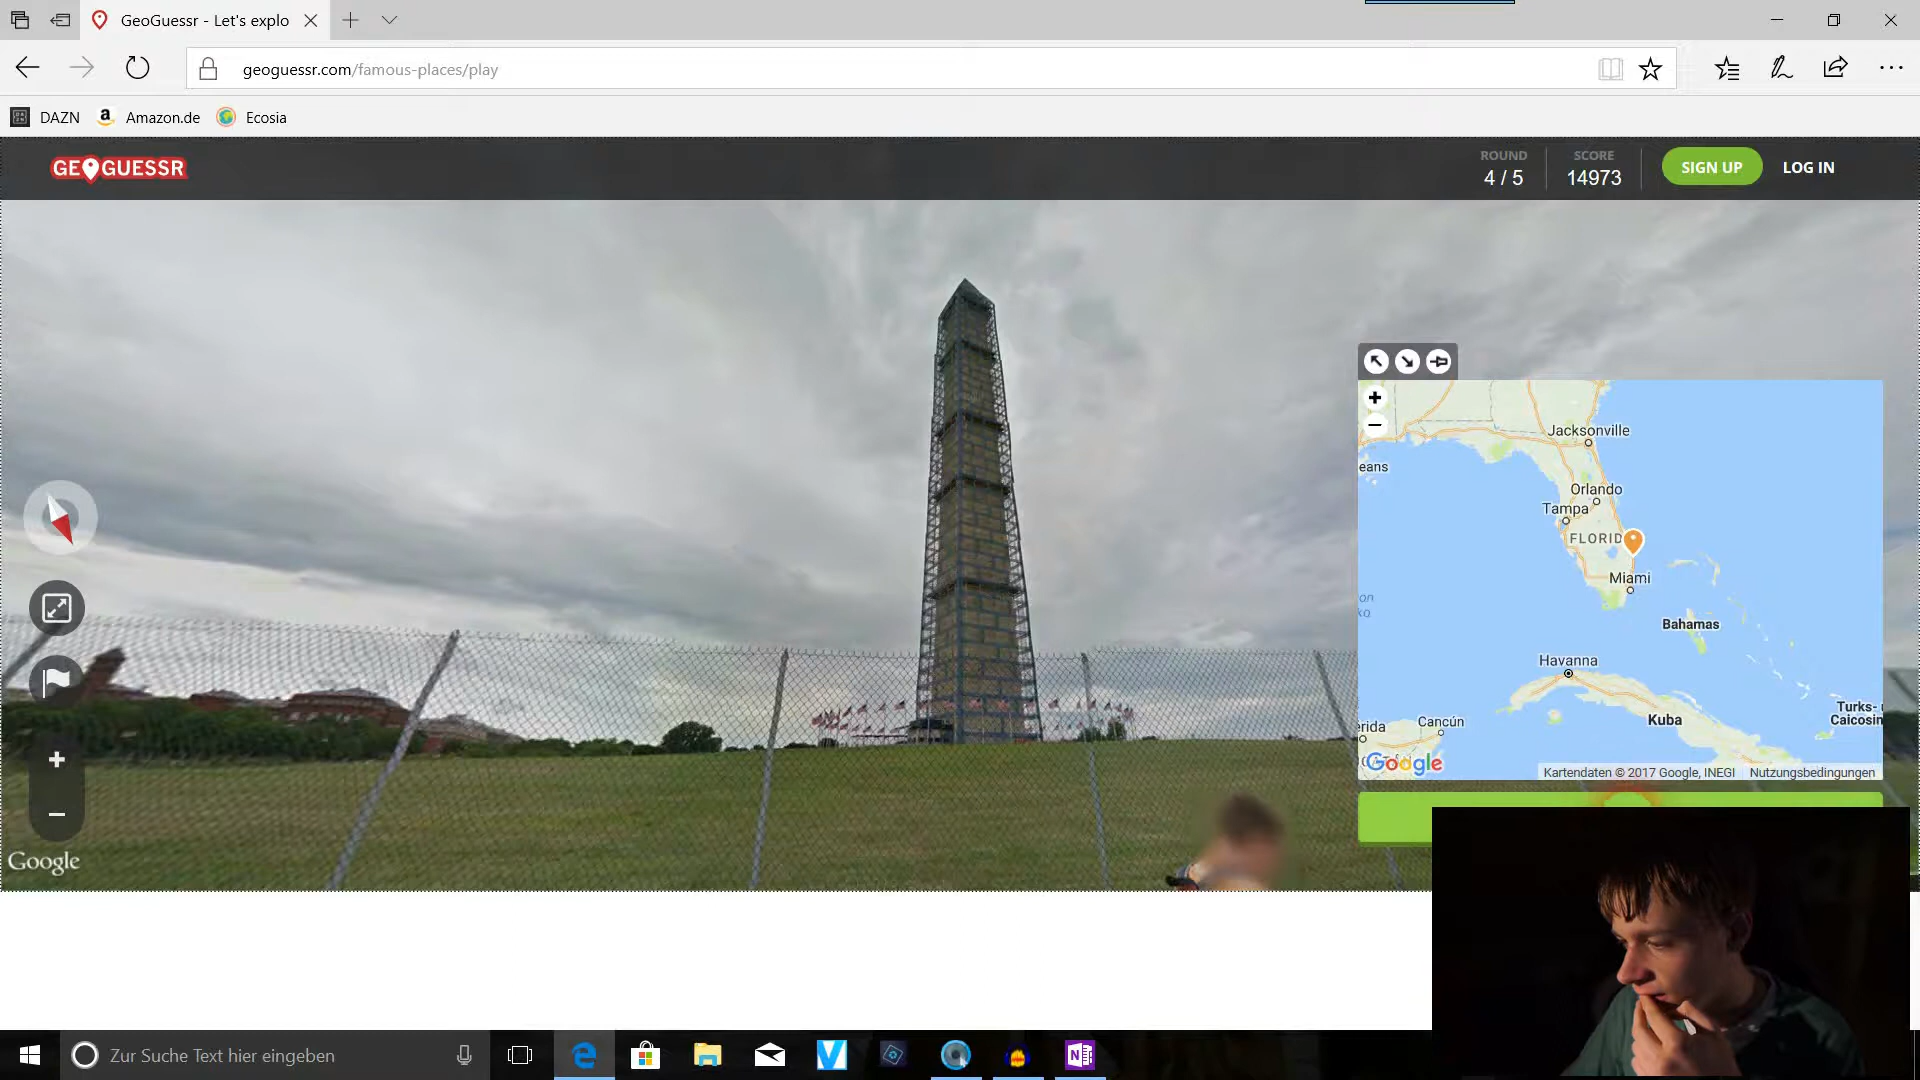 GeoGuessr - Let's explo
geoguessr.com/famous-places/play
DAZN
Amazon.de
Ecosia
GEOGUESSR
ROUND
4 / 5
SCORE
14973
SIGN UP
LOG IN
Jacksonville
eans
Orlando
Tampa
FLORID
Miami
Bahamas
Havanna
Cancún
Kuba
Turks-
Caicosin
érida
Google
Kartendaten © 2017 Google, INEGI
Nutzungsbedingungen
Google
Zur Suche Text hier eingeben